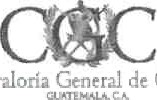 CGC
raloría General de
GUATEMALA, C.A.